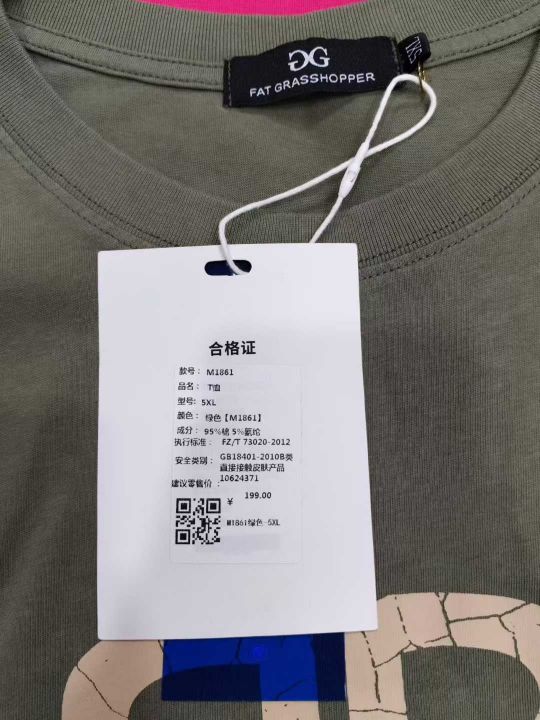 GG
FAT GRASSHOPPER
5XL
合格证
款号： M1861
品名： T恤
型号: 5XL
颜色： 绿色【M1861】
成分： 95%棉 5%氨纶
执行标准： FZ/T 73020-2012
安全类别： GB18401-2010B类
直接接触皮肤产品
10624371
建议零售价： ¥ 199.00
M1861绿色-5XL